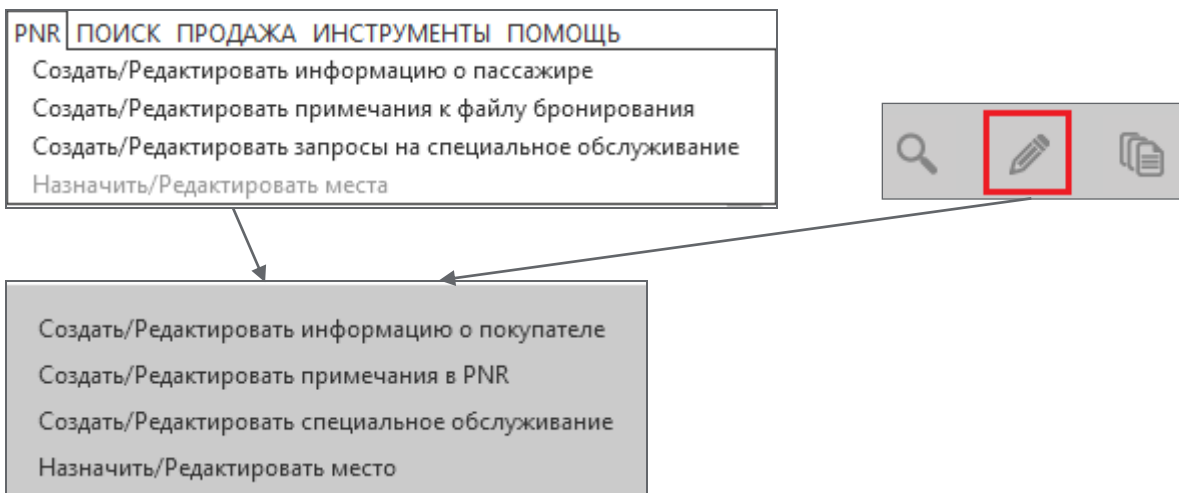 PNR ПОИСК ПРОДАЖА ИНСТРУМЕНТЫ ПОМОЩЬ
Создать/Редактировать информацию о пассажире
Создать/Редактировать примечания к файлу бронирования
Создать/Редактировать запросы на специальное обслуживание
Назначить/Редактировать места
Создать/Редактировать информацию о покупателе
Создать/Редактировать примечания в PNR
Создать/Редактировать специальное обслуживание
Назначить/Редактировать место